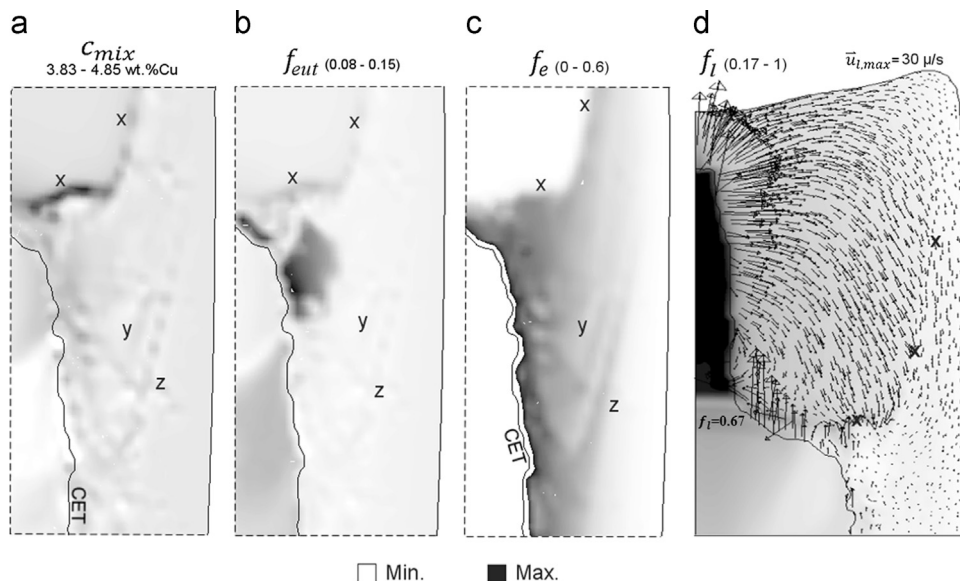 a
c_mix
3.83 - 4.85 wt.%Cu
b
f_eut (0.08 - 0.15)
c
f_e (0 - 0.6)
d
f_l (0.17 - 1)
u⃗_l,max= 30 µ/s
x
x
y
z
CET
x
x
y
z
x
x
y
z
CET
x
x
x
f_l=0.67
Min.
Max.